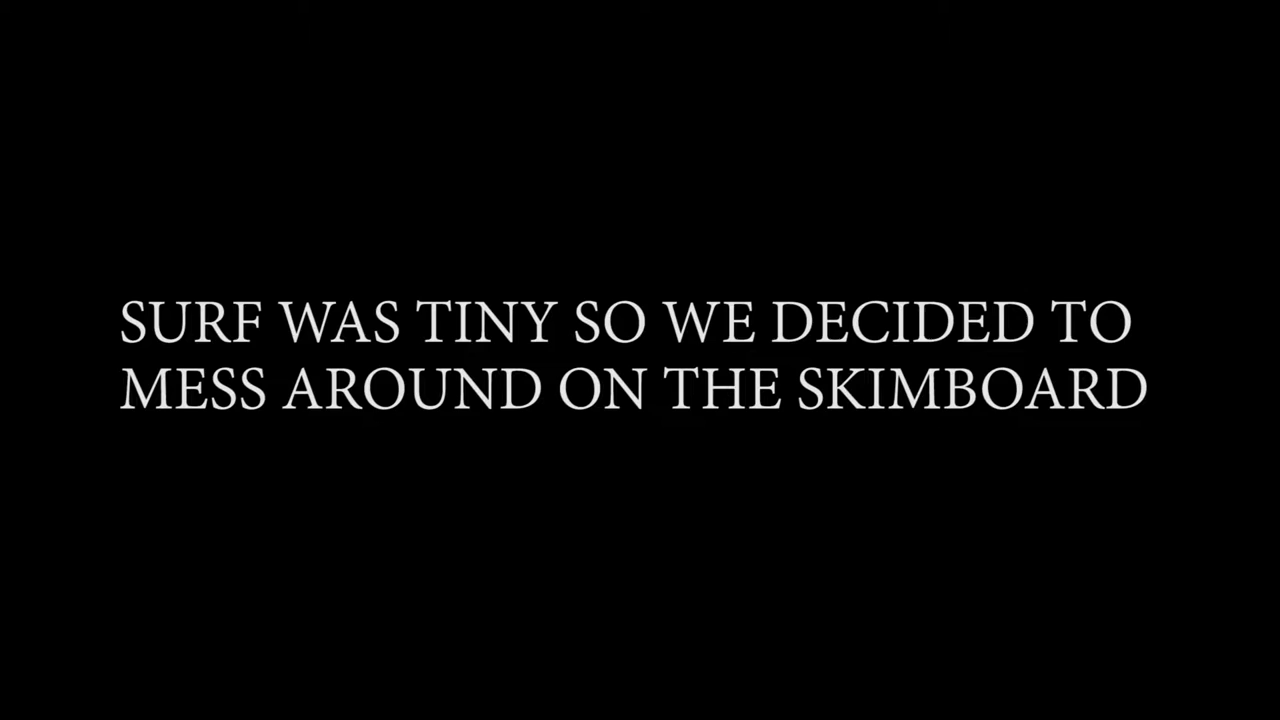 SURF WAS TINY SO WE DECIDED TO
MESS AROUND ON THE SKIMBOARD